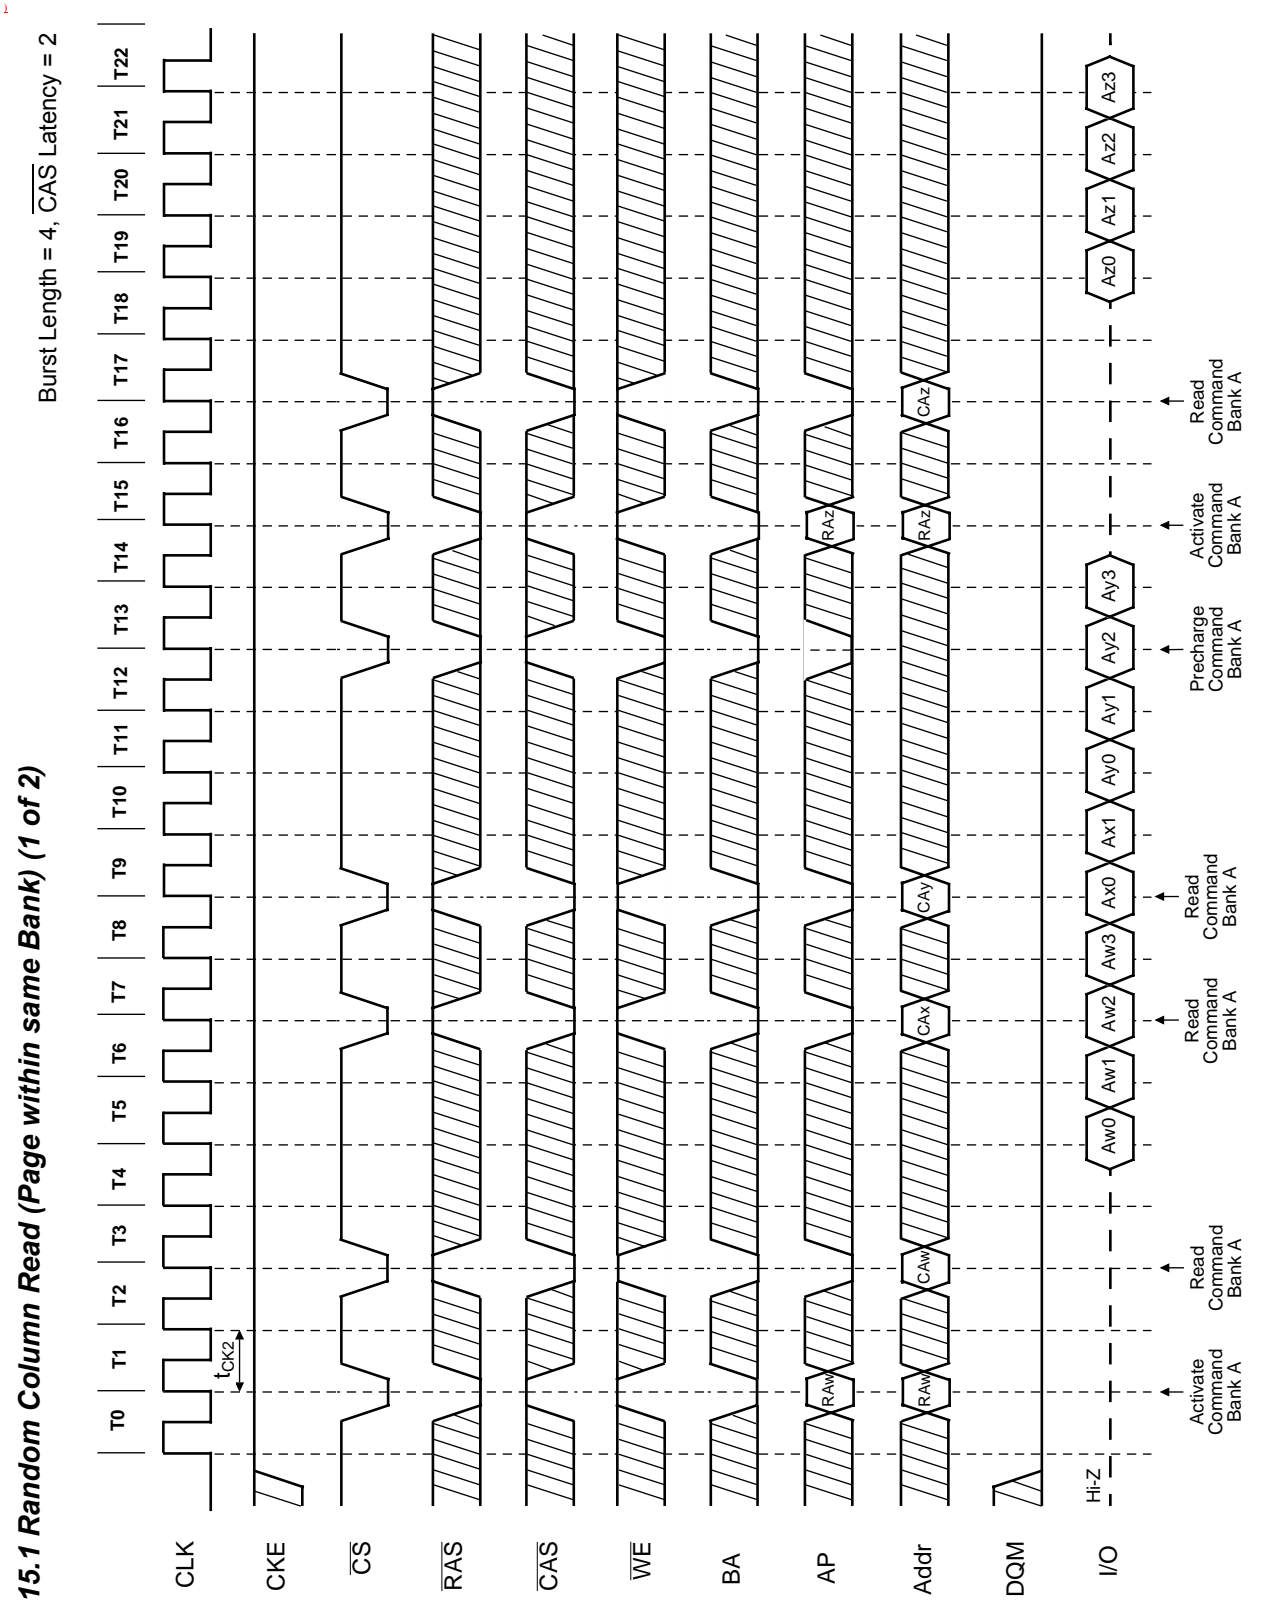 15.1 Random Column Read (Page within same Bank) (1 of 2)
Burst Length = 4, CAS Latency = 2
T0 T1 T2 T3 T4 T5 T6 T7 T8 T9 T10 T11 T12 T13 T14 T15 T16 T17 T18 T19 T20 T21 T22
CLK
tCK2
CKE
CS
RAS
CAS
WE
BA
AP
RAw RAz
Addr
RAw CAw CAx CAy RAz CAz
DQM
I/O
Hi-Z
Aw0 Aw1 Aw2 Aw3 Ax0 Ax1 Ay0 Ay1 Ay2 Ay3 Az0 Az1 Az2 Az3
Activate
Command
Bank A
Read
Command
Bank A
Read
Command
Bank A
Read
Command
Bank A
Precharge
Command
Bank A
Activate
Command
Bank A
Read
Command
Bank A